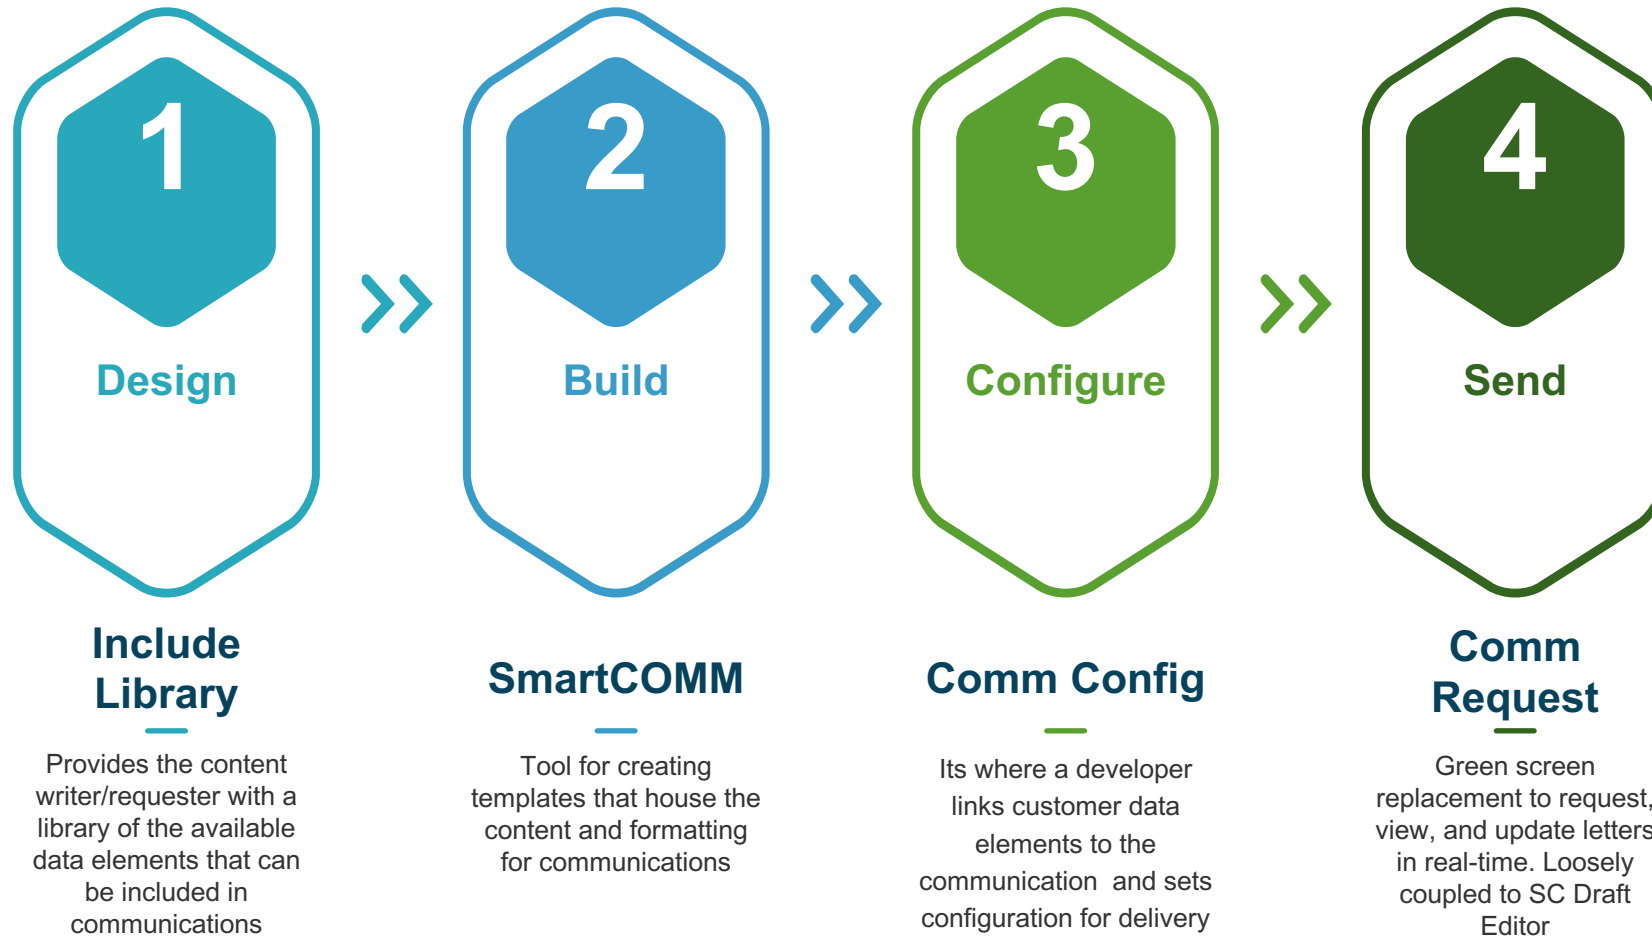 1
Design
Include
Library
Provides the content
writer/requester with a
library of the available
data elements that can
be included in
communications
2
Build
SmartCOMM
Tool for creating
templates that house the
content and formatting
for communications
3
Configure
Comm Config
Its where a developer
links customer data
elements to the
communication  and sets
configuration for delivery
4
Send
Comm
Request
Green screen
replacement to request,
view, and update letters
in real-time. Loosely
coupled to SC Draft
Editor